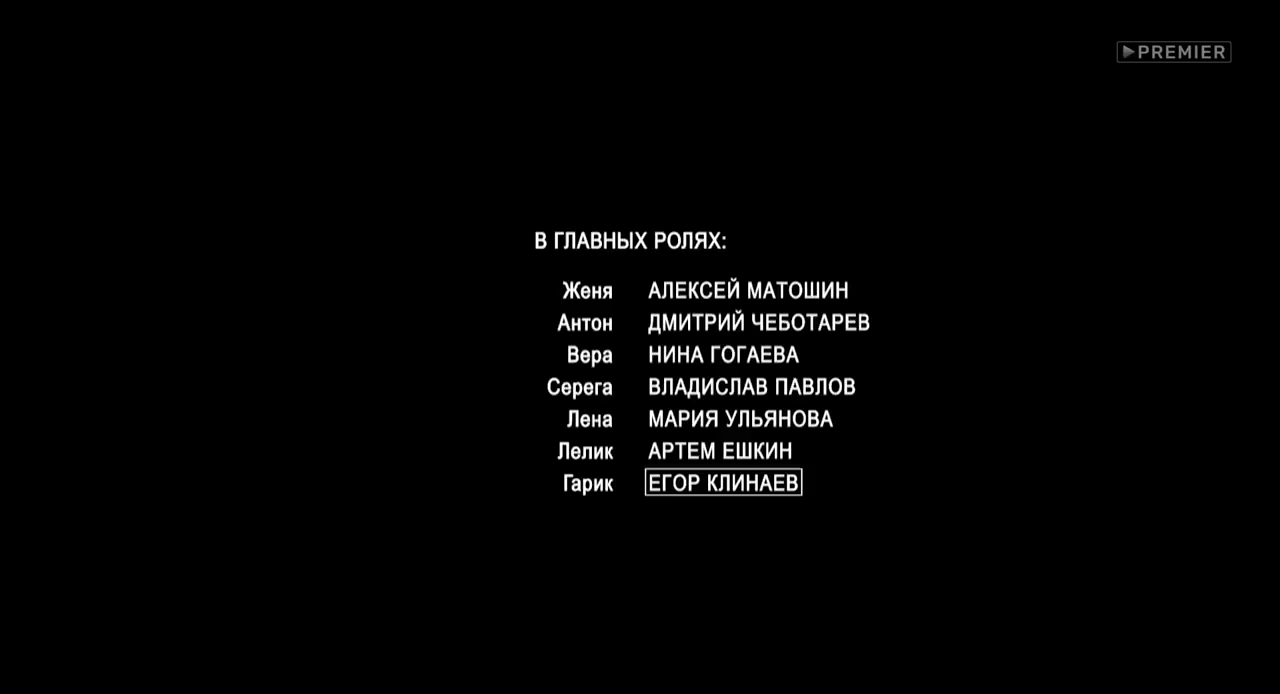 PREMIER
В ГЛАВНЫХ РОЛЯХ:
Женя АЛЕКСЕЙ МАТОШИН
Антон ДМИТРИЙ ЧЕБОТАРЕВ
Вера НИНА ГОГАЕВА
Серега ВЛАДИСЛАВ ПАВЛОВ
Лена МАРИЯ УЛЬЯНОВА
Лелик АРТЕМ ЕШКИН
Гарик ЕГОР КЛИНАЕВ